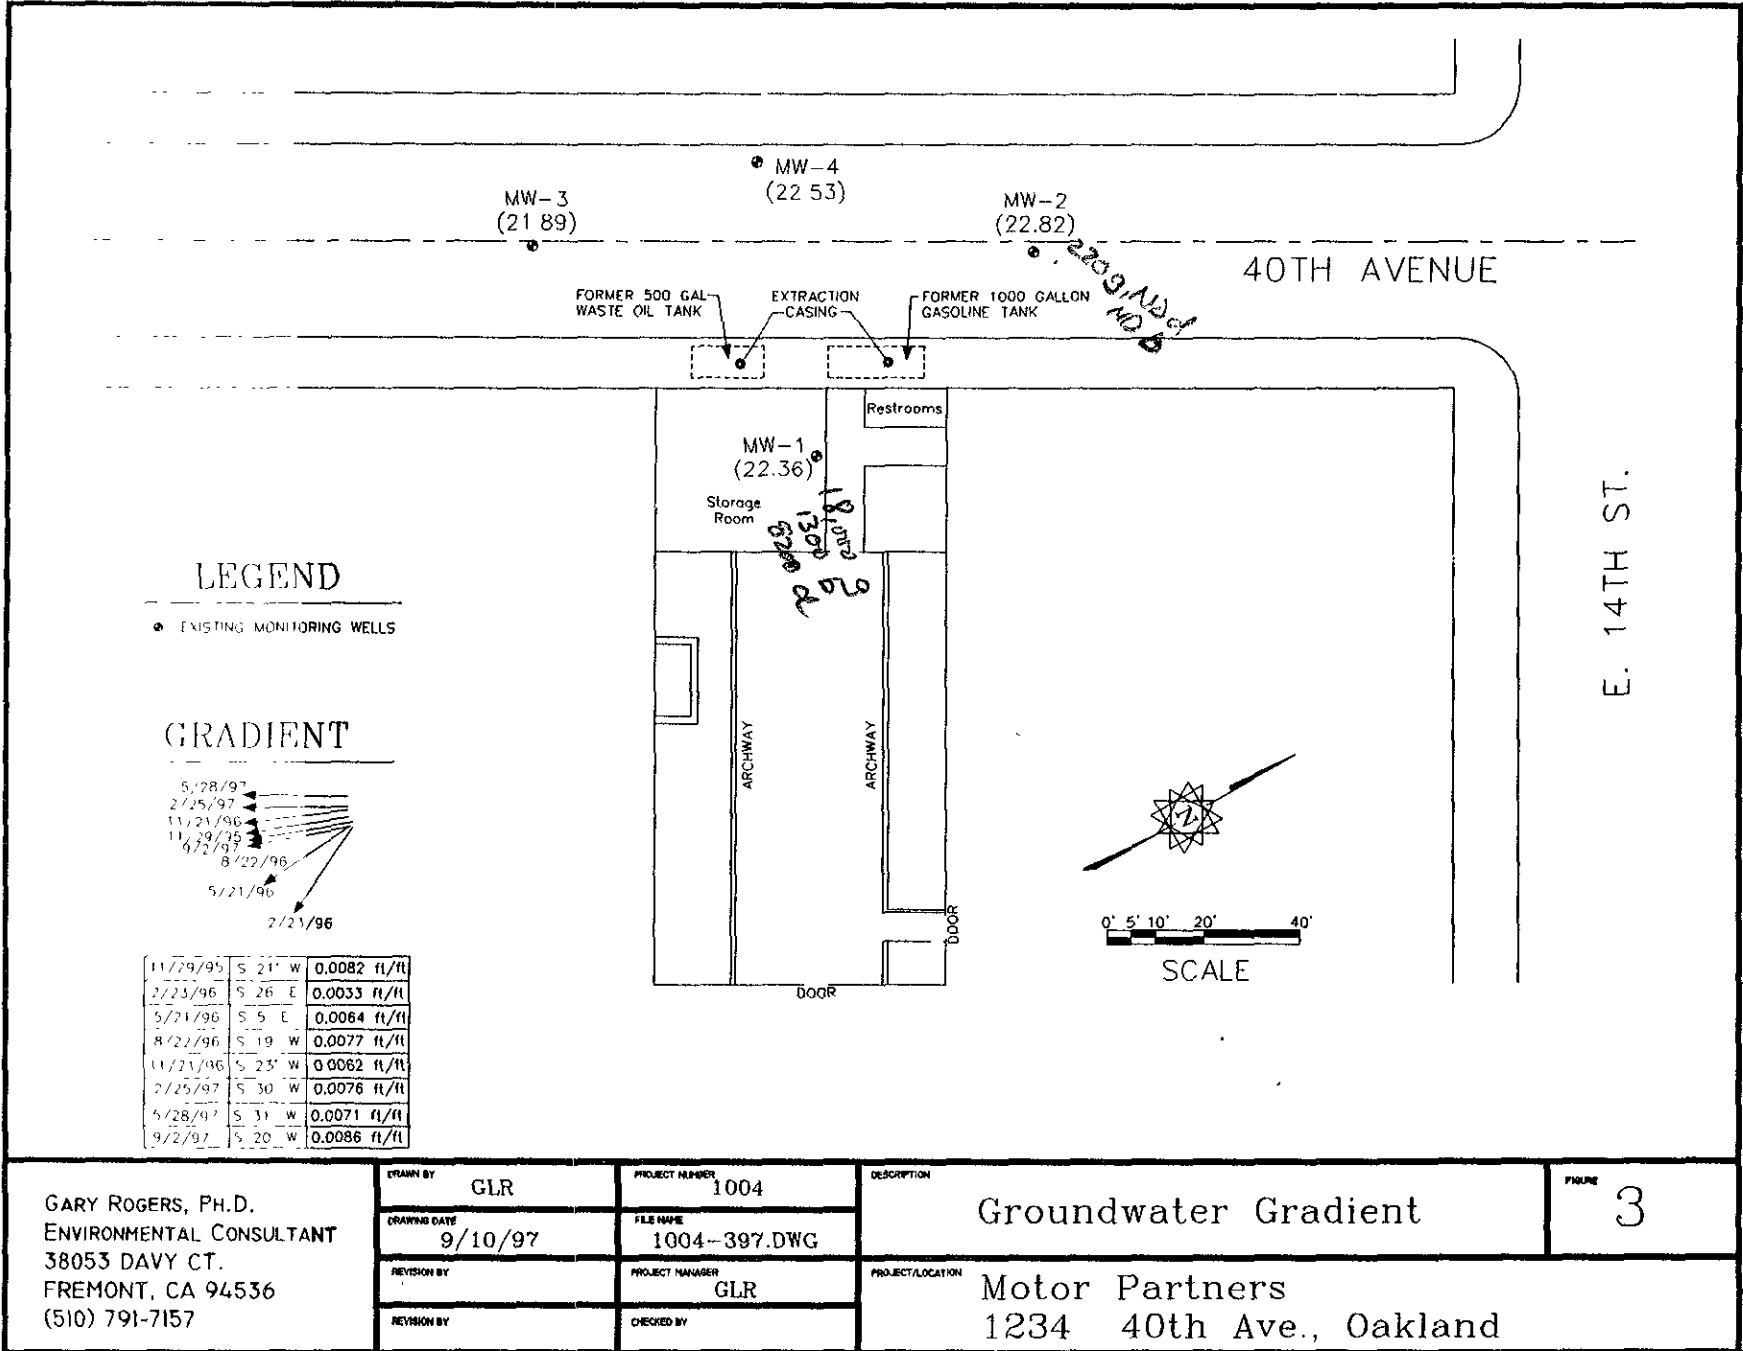 MW-4
(22 53)
MW-3
(21 89)
MW-2
(22.82)
40TH AVENUE
FORMER 500 GAL
WASTE OIL TANK
EXTRACTION
CASING
FORMER 1000 GALLON
GASOLINE TANK
Restrooms
MW-1
(22.36)
Storage
Room
18,000 g
1300 b
E. 14TH ST.
LEGEND
EXISTING MONITORING WELLS
GRADIENT
5/28/97
2/25/97
11/21/96
11/29/95
9/2/97
8/22/96
5/21/96
2/23/96
ARCHWAY
ARCHWAY
DOOR
DOOR
N
0' 5' 10' 20' 40'
SCALE
11/29/95 S 21° W 0.0082 ft/ft
2/23/96 S 26 E 0.0033 ft/ft
5/21/96 S 5 E 0.0064 ft/ft
8/22/96 S 19 W 0.0077 ft/ft
11/21/96 S 23° W 0 0062 ft/ft
2/25/97 S 30 W 0.0076 ft/ft
5/28/97 S 31 W 0.0071 ft/ft
9/2/97 S 20 W 0.0086 ft/ft
GARY ROGERS, PH.D.
ENVIRONMENTAL CONSULTANT
38053 DAVY CT.
FREMONT, CA 94536
(510) 791-7157
DRAWN BY
GLR
DRAWING DATE
9/10/97
REVISION BY
REVISION BY
PROJECT NUMBER
1004
FILE NAME
1004-397.DWG
PROJECT MANAGER
GLR
CHECKED BY
DESCRIPTION
Groundwater Gradient
FIGURE
3
PROJECT/LOCATION
Motor Partners
1234 40th Ave., Oakland